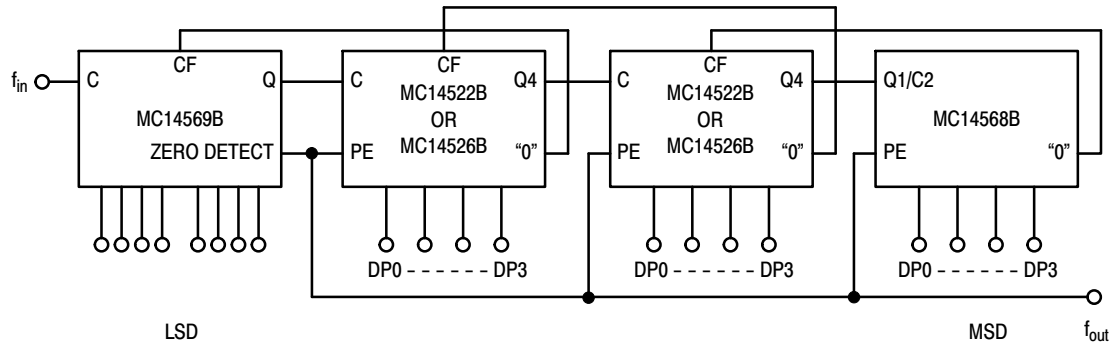 fin
C
CF
Q
MC14569B
ZERO DETECT
C
CF
Q4
MC14522B
OR
MC14526B
PE
“0”
DP0 - - - - - - DP3
C
CF
Q4
MC14522B
OR
MC14526B
PE
“0”
DP0 - - - - - - DP3
Q1/C2
MC14568B
PE
“0”
DP0 - - - - - - DP3
LSD
MSD
fout